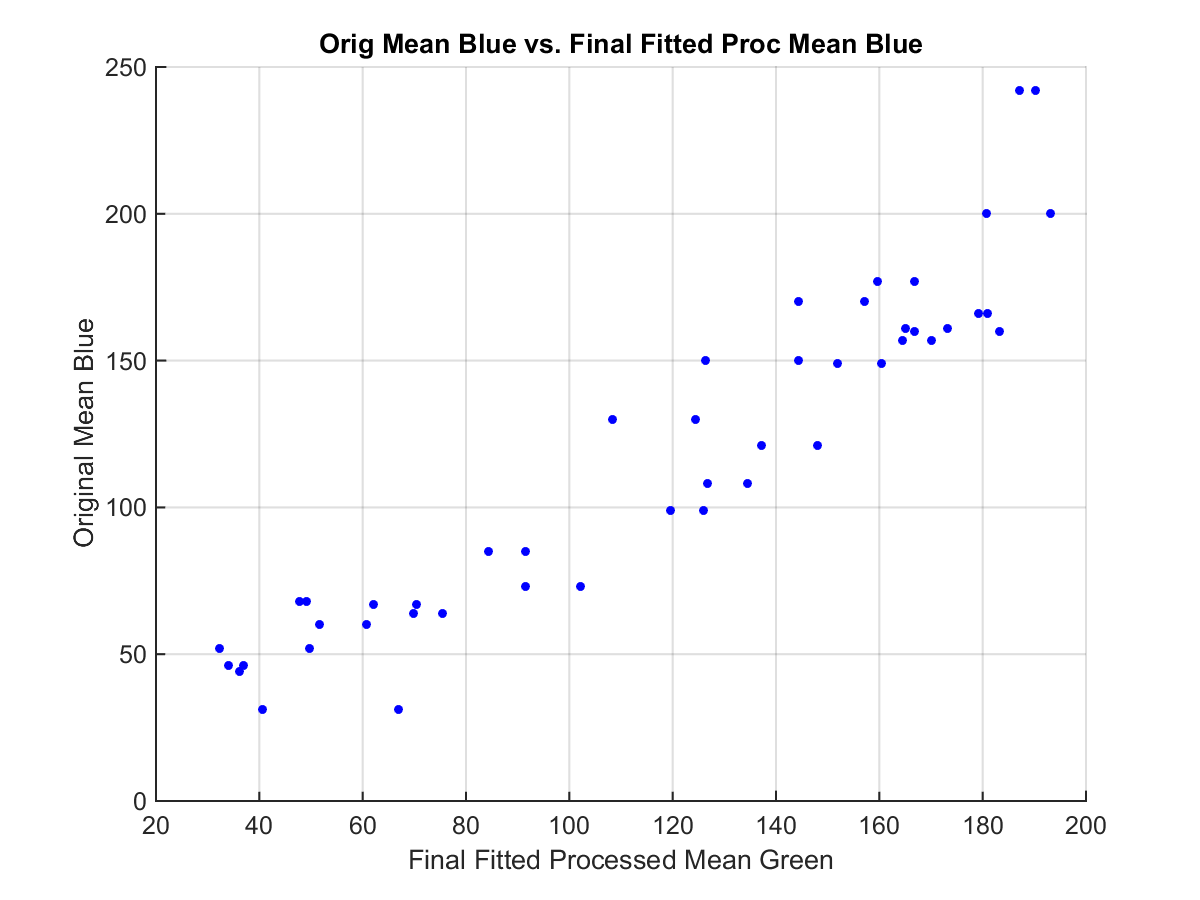 Orig Mean Blue vs. Final Fitted Proc Mean Blue
250
200
150
100
50
0
Original Mean Blue
20 40 60 80 100 120 140 160 180 200
Final Fitted Processed Mean Green